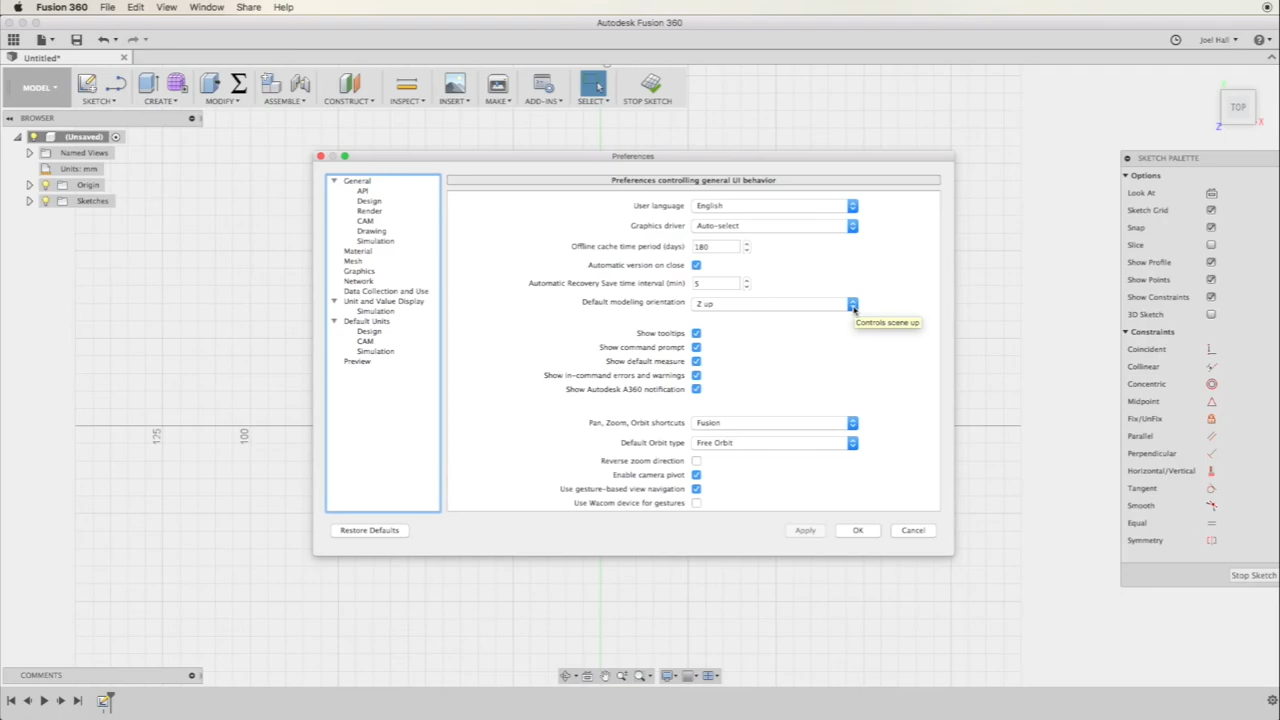 Fusion 360 File Edit View Window Share Help
Autodesk Fusion 360
Joel Hall
Untitled*
MODEL
SKETCH CREATE MODIFY ASSEMBLE CONSTRUCT INSPECT INSERT MAKE ADD-INS SELECT STOP SKETCH
TOP
X
Z
BROWSER
(Unsaved)
Named Views
Units: mm
Origin
Sketches
125
100
Preferences
General
API
Design
Render
CAM
Drawing
Simulation
Material
Mesh
Graphics
Network
Data Collection and Use
Unit and Value Display
Simulation
Default Units
Design
CAM
Simulation
Preview
Preferences controlling general UI behavior
User language English
Graphics driver Auto-select
Offline cache time period (days) 180
Automatic version on close
Automatic Recovery Save time interval (min) 5
Default modeling orientation Z up
Controls scene up
Show tooltips
Show command prompt
Show default measure
Show in-command errors and warnings
Show Autodesk A360 notification
Pan, Zoom, Orbit shortcuts Fusion
Default Orbit type Free Orbit
Reverse zoom direction
Enable camera pivot
Use gesture-based view navigation
Use Wacom device for gestures
Restore Defaults Apply OK Cancel
SKETCH PALETTE
Options
Look At
Sketch Grid
Snap
Slice
Show Profile
Show Points
Show Constraints
3D Sketch
Constraints
Coincident
Collinear
Concentric
Midpoint
Fix/UnFix
Parallel
Perpendicular
Horizontal/Vertical
Tangent
Smooth
Equal
Symmetry
Stop Sketch
COMMENTS